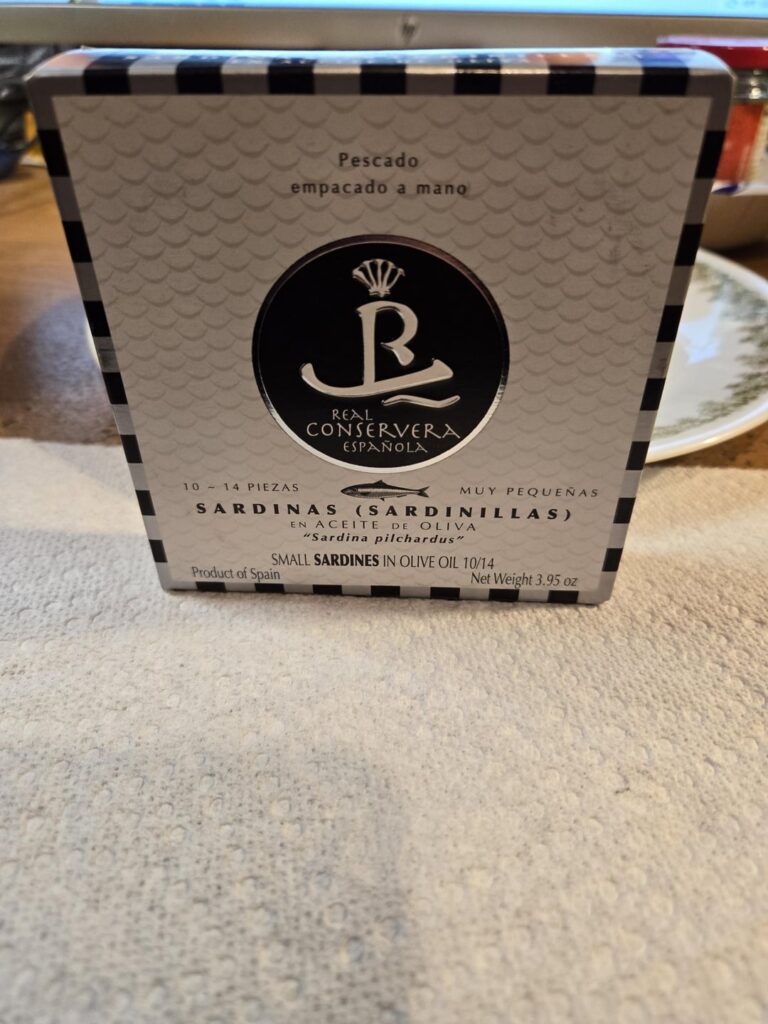 Pescado
empacado a mano
R
REAL
CONSERVERA
ESPAÑOLA
10 ~ 14 PIEZAS
MUY PEQUEÑAS
SARDINAS (SARDINILLAS)
EN ACEITE DE OLIVA
"Sardina pilchardus"
SMALL SARDINES IN OLIVE OIL 10/14
Product of Spain
Net Weight 3.95 oz